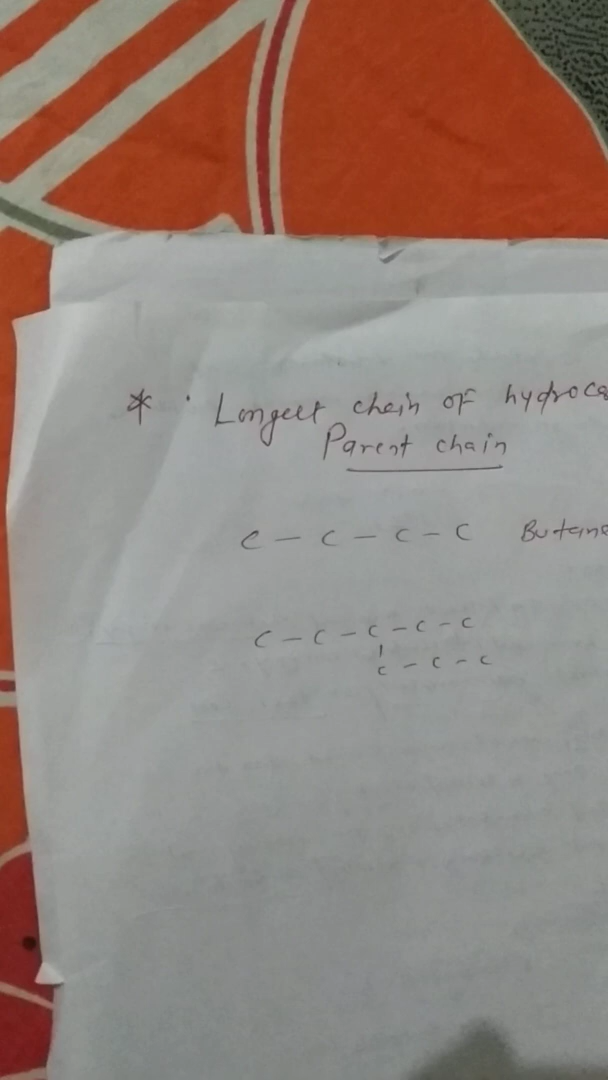 * · Longest chain of hydroca
Parent chain
C - C - C - C Butane
C - C - C - C - C
C - C - C